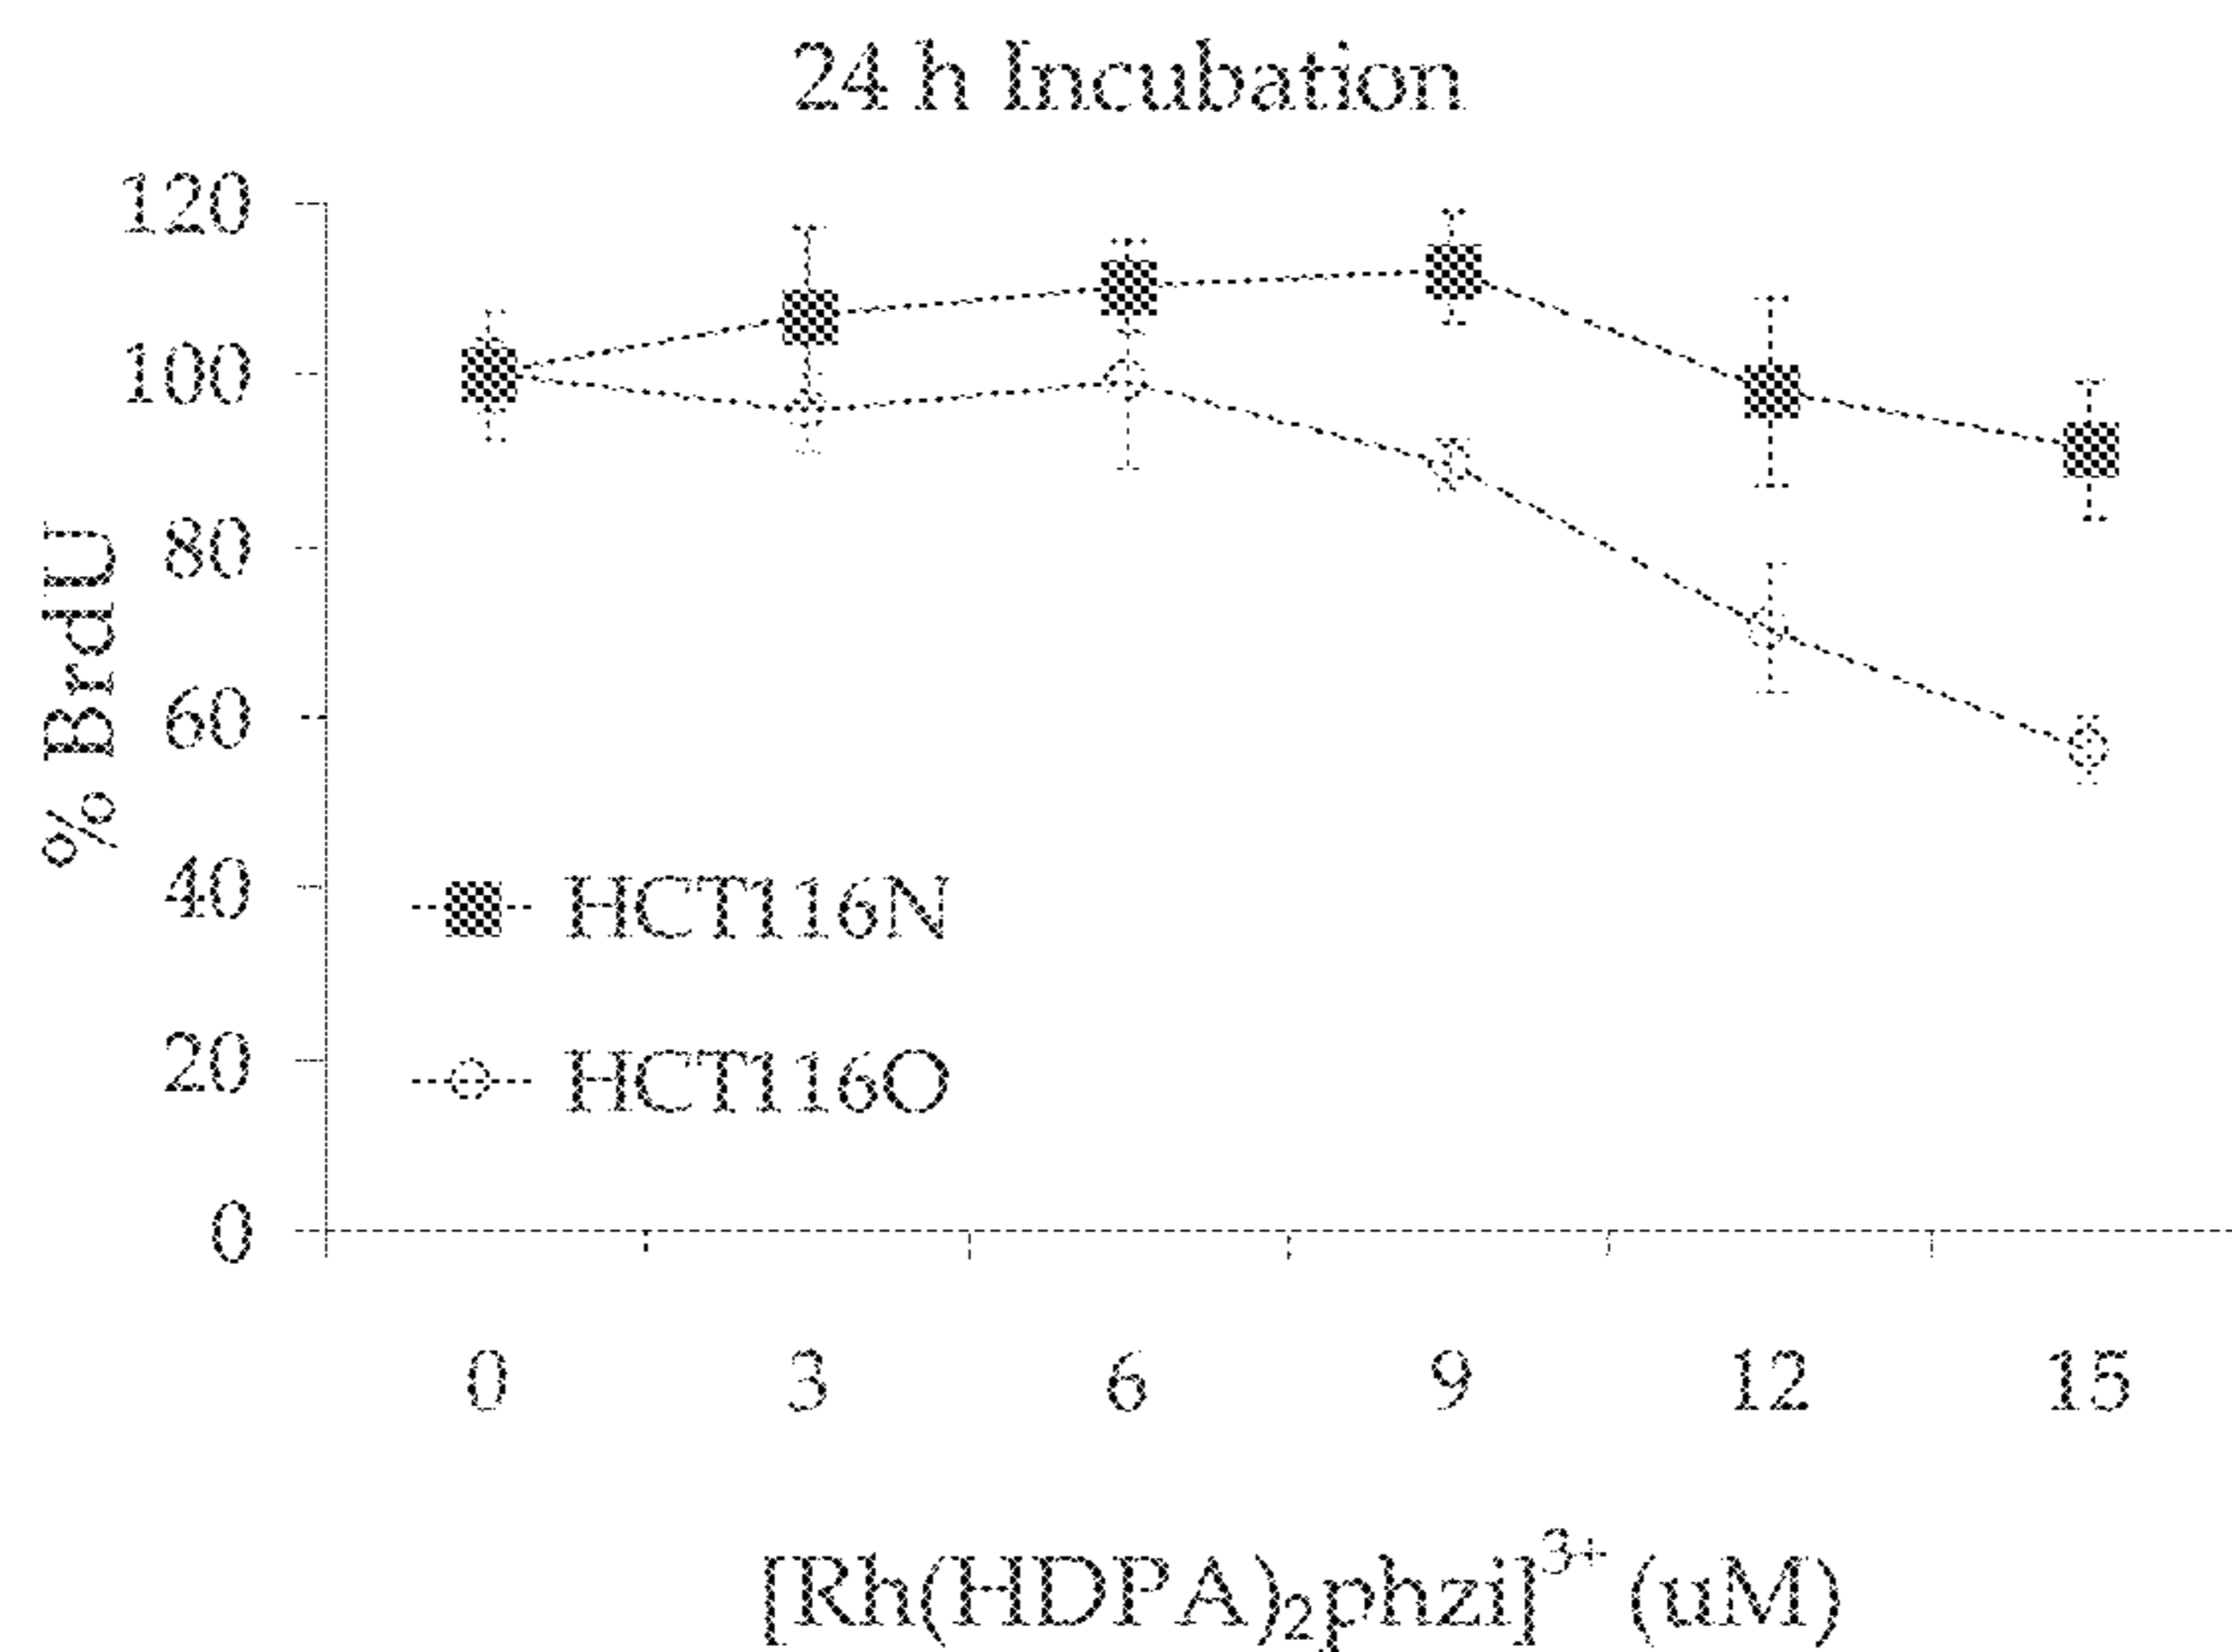 24 h Incubation
120
100
80
60
40
20
0
% BrdU
HCT116N
HCT116O
0 3 6 9 12 15
[Rh(HDPA)₂phzi]³⁺ (uM)